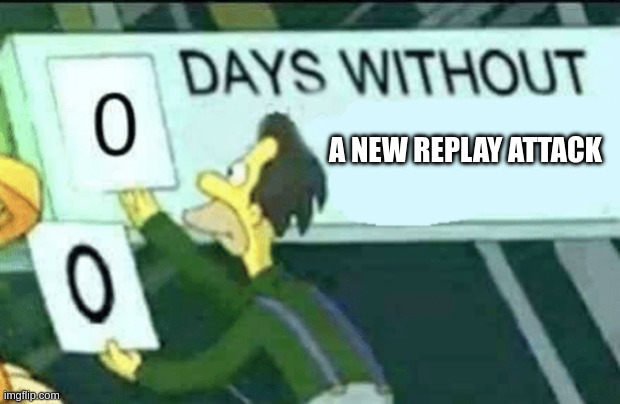 0
DAYS WITHOUT
A NEW REPLAY ATTACK
0
imgflip.com